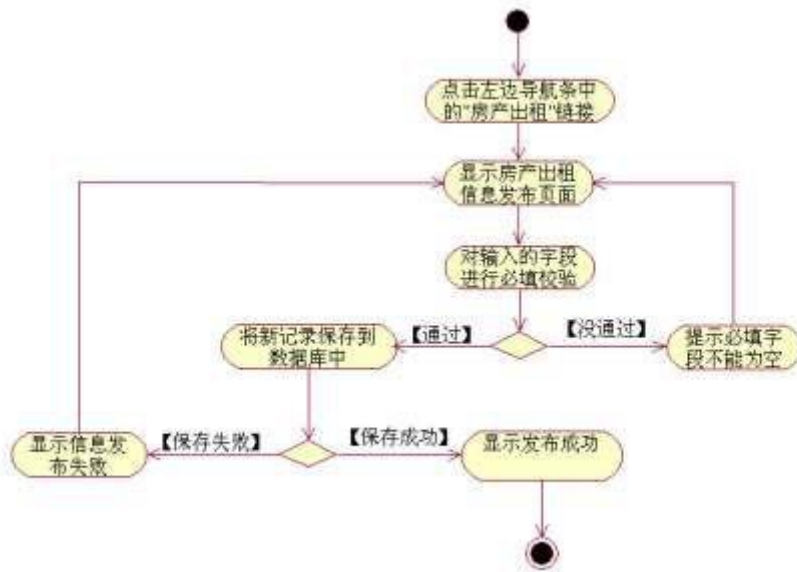 点击左边导航条中
的"房产出租"链接
显示房产出租
信息发布页面
对输入的字段
进行必填校验
【通过】
【没通过】
将新记录保存到
数据库中
提示必填字
段不能为空
【保存失败】
【保存成功】
显示信息发
布失败
显示发布成功